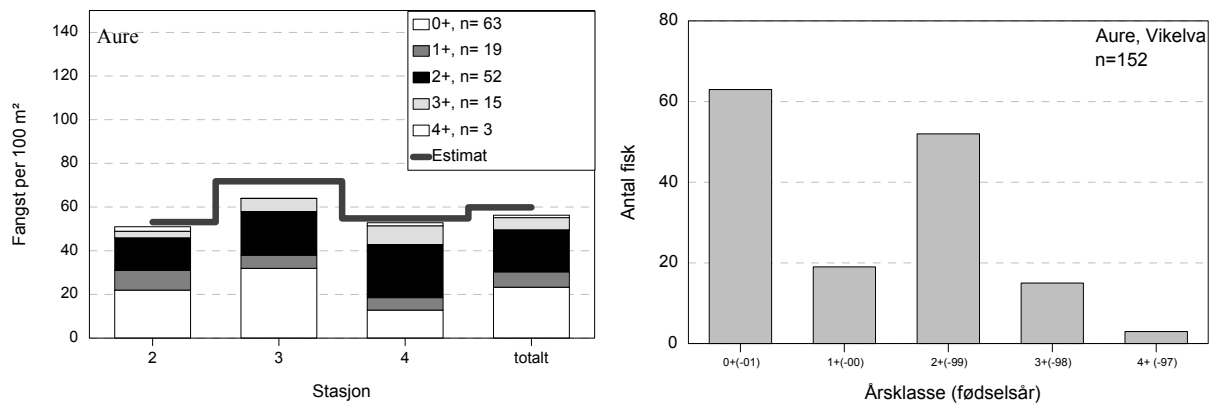 Aure
0+, n= 63
1+, n= 19
2+, n= 52
3+, n= 15
4+, n= 3
Estimat
Fangst per 100 m²
140
120
100
80
60
40
20
0
2 3 4 totalt
Stasjon
Aure, Vikelva
n=152
Antal fisk
80
60
40
20
0
0+(-01) 1+(-00) 2+(-99) 3+(-98) 4+ (-97)
Årsklasse (fødselsår)